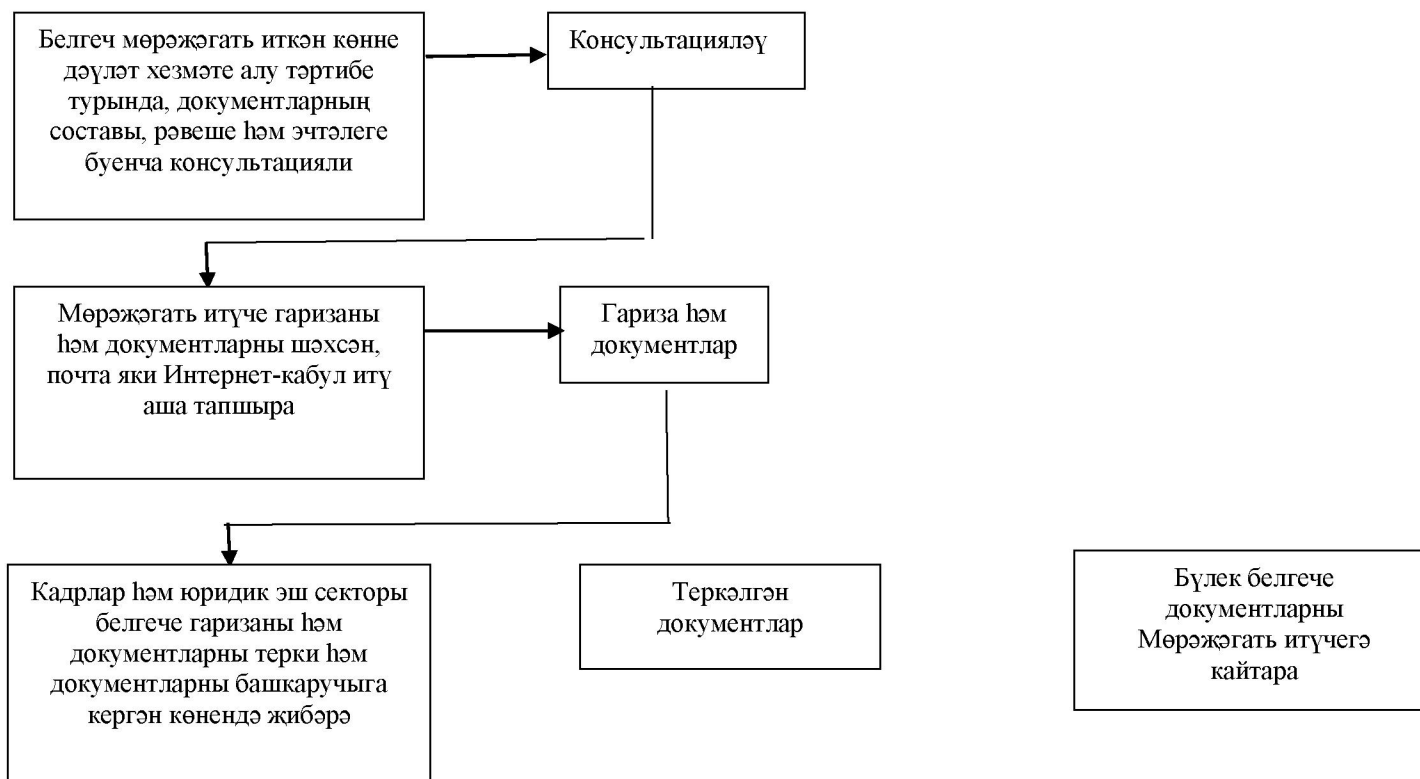 Белгеч мөрәҗәгать иткән көнне
дәүләт хезмәте алу тәртибе
турында, документларның
составы, рәвеше һәм эчтәлеге
буенча консультацияли
Консультацияләү
Мөрәҗәгать итүче гаризаны
һәм документларны шәхсән,
почта яки Интернет-кабул итү
аша тапшыра
Гариза һәм
документлар
Кадрлар һәм юридик эш секторы
белгече гаризаны һәм
документларны терки һәм
документларны башкаручыга
кергән көнендә җибәрә
Теркәлгән
документлар
Бүлек белгече
документларны
Мөрәҗәгать итүчегә
кайтара